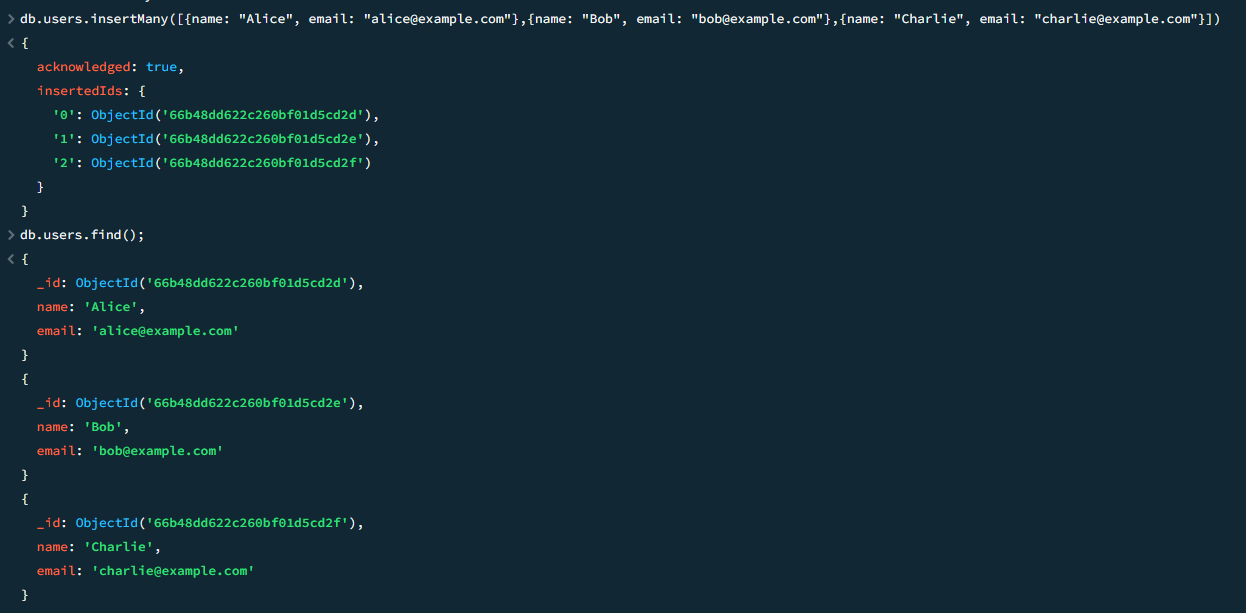 > db.users.insertMany([{name: "Alice", email: "alice@example.com"},{name: "Bob", email: "bob@example.com"},{name: "Charlie", email: "charlie@example.com"}])
< {
acknowledged: true,
insertedIds: {
'0': ObjectId('66b48dd622c260bf01d5cd2d'),
'1': ObjectId('66b48dd622c260bf01d5cd2e'),
'2': ObjectId('66b48dd622c260bf01d5cd2f')
}
}
> db.users.find();
< {
_id: ObjectId('66b48dd622c260bf01d5cd2d'),
name: 'Alice',
email: 'alice@example.com'
}
{
_id: ObjectId('66b48dd622c260bf01d5cd2e'),
name: 'Bob',
email: 'bob@example.com'
}
{
_id: ObjectId('66b48dd622c260bf01d5cd2f'),
name: 'Charlie',
email: 'charlie@example.com'
}